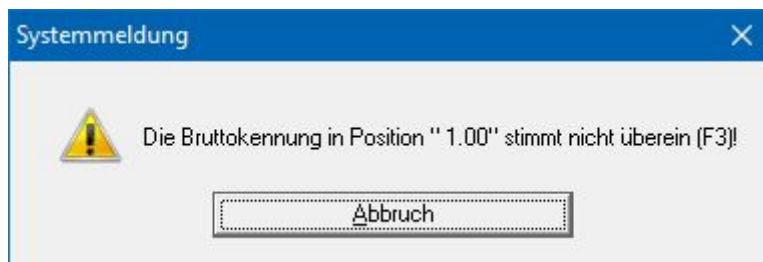 Systemmeldung
Die Bruttokennung in Position " 1.00" stimmt nicht überein (F3)!
Abbruch